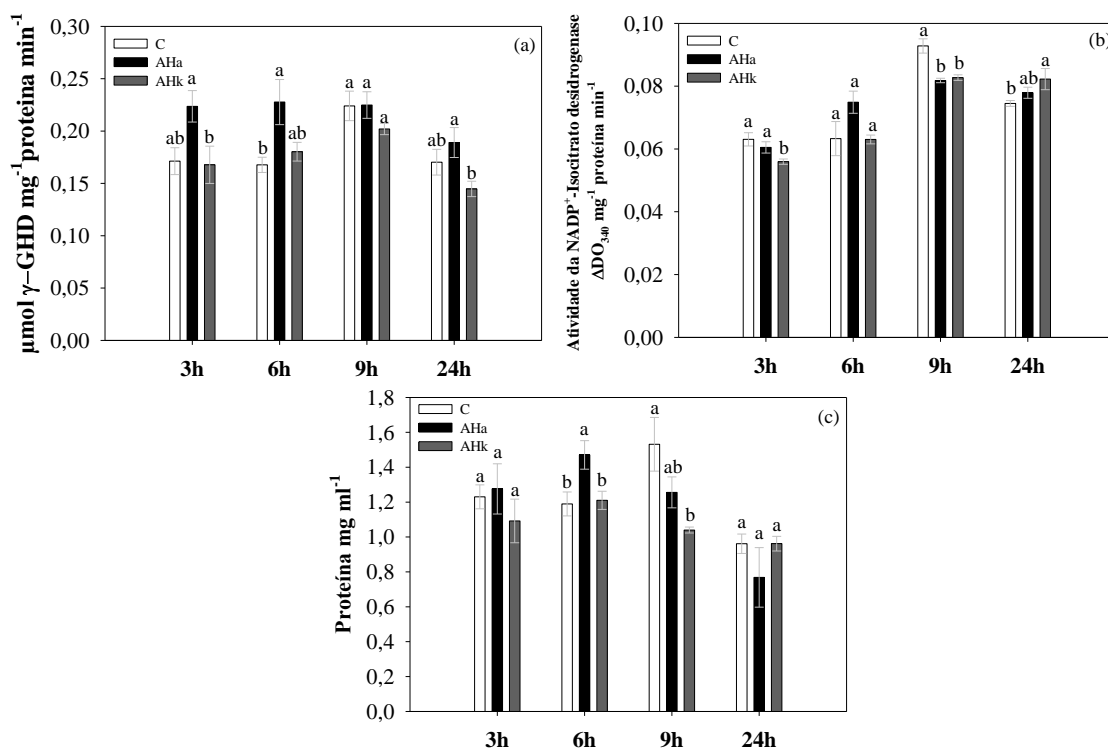 µmol γ–GHD mg⁻¹proteina min⁻¹
0,30
0,25
0,20
0,15
0,10
0,05
0,00
C
AHa
AHk
(a)
ab a b
b a ab
a a a
ab a b
3h 6h 9h 24h
Atividade da NADP⁺-Isocitrato desidrogenase
ΔDO₃₄₀ mg⁻¹ proteína min⁻¹
0,10
0,08
0,06
0,04
0,02
0,00
C
AHa
AHk
(b)
a a b
a a a
a b b
b ab a
3h 6h 9h 24h
Proteína mg ml⁻¹
1,8
1,6
1,4
1,2
1,0
0,8
0,6
0,4
0,2
0,0
C
AHa
AHk
(c)
a a a
b a b
a ab b
a a a
3h 6h 9h 24h